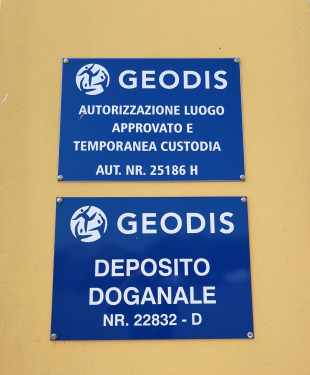 GEODIS
AUTORIZZAZIONE LUOGO
APPROVATO E
TEMPORANEA CUSTODIA
AUT. NR. 25186 H
GEODIS
DEPOSITO
DOGANALE
NR. 22832 - D